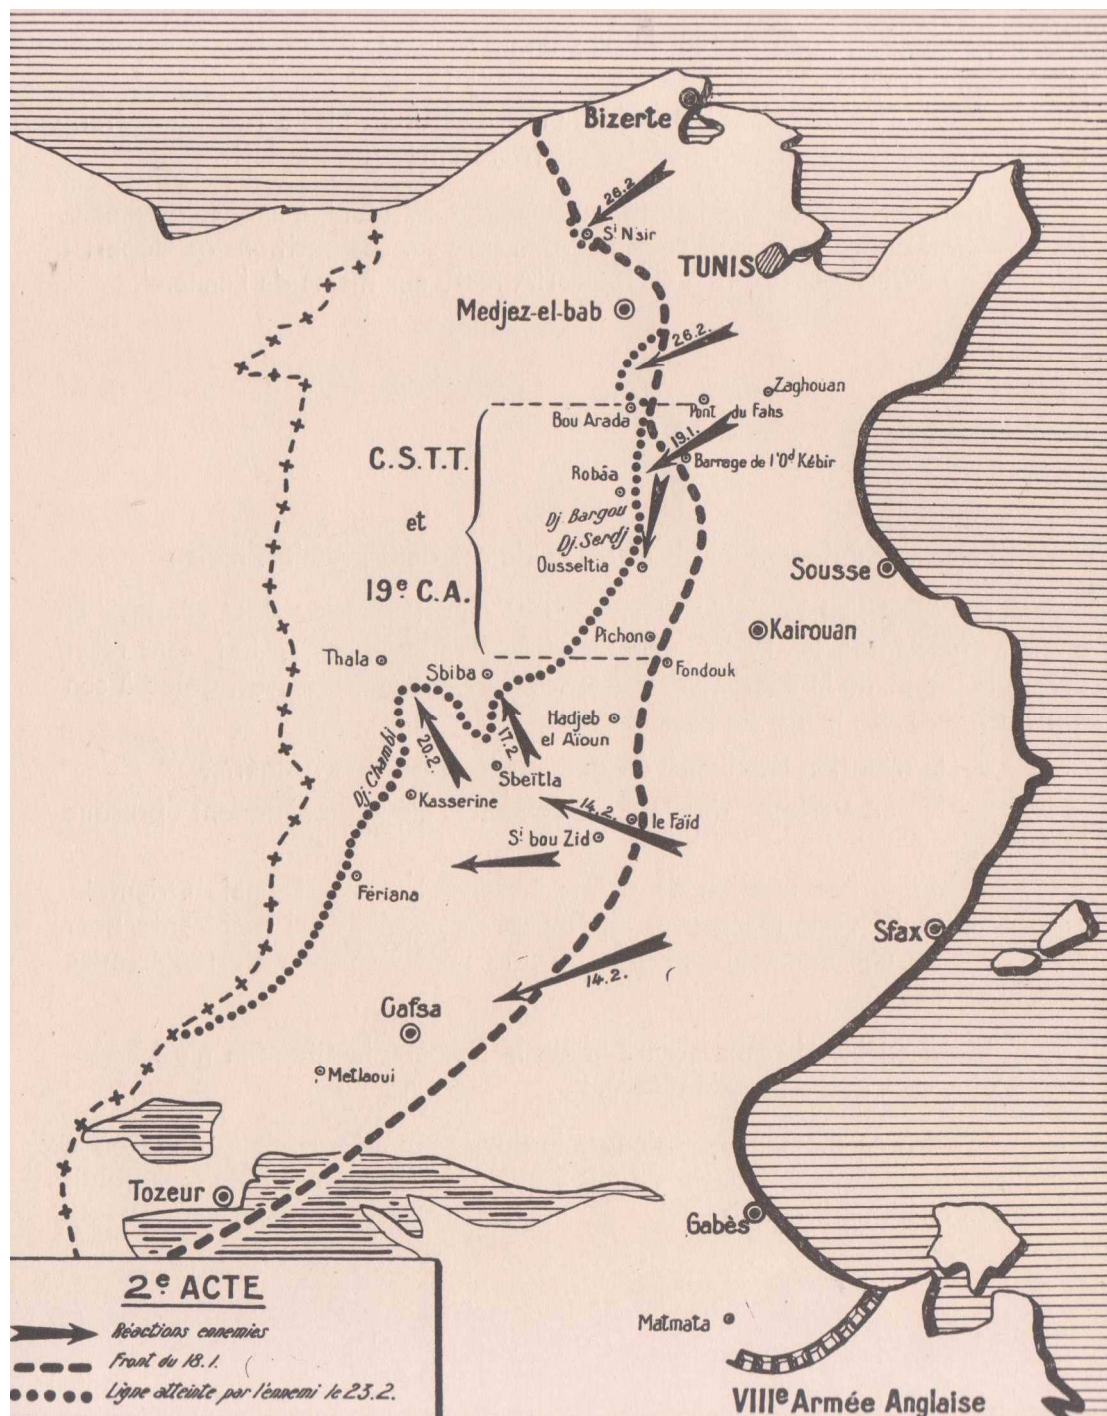 Bizerte
26.2
Sⁱ N'sir
TUNIS
Medjez-el-bab
26.2.
Zaghouan
Pont du Fahs
Bou Arada
19.1.
C.S.T.T.
et
19ᵉ C.A.
Barrage de l'Oᵈ Kébir
Robâa
Dj. Bargou
Dj. Serdj
Ousseltia
Sousse
Pichon
Kairouan
Thala
Sbiba
Fondouk
Hadjeb
el Aïoun
17.2
20.2.
Dj. Chambi
Sbeïtla
Kasserine
14.2.
le Faïd
Sⁱ bou Zid
Fériana
Sfax
14.2.
Gafsa
Metlaoui
Tozeur
Gabès
Matmata
VIIIᵉ Armée Anglaise
2ᵉ ACTE
Réactions ennemies
Front du 18.1.
Ligne atteinte par l'ennemi le 23.2.